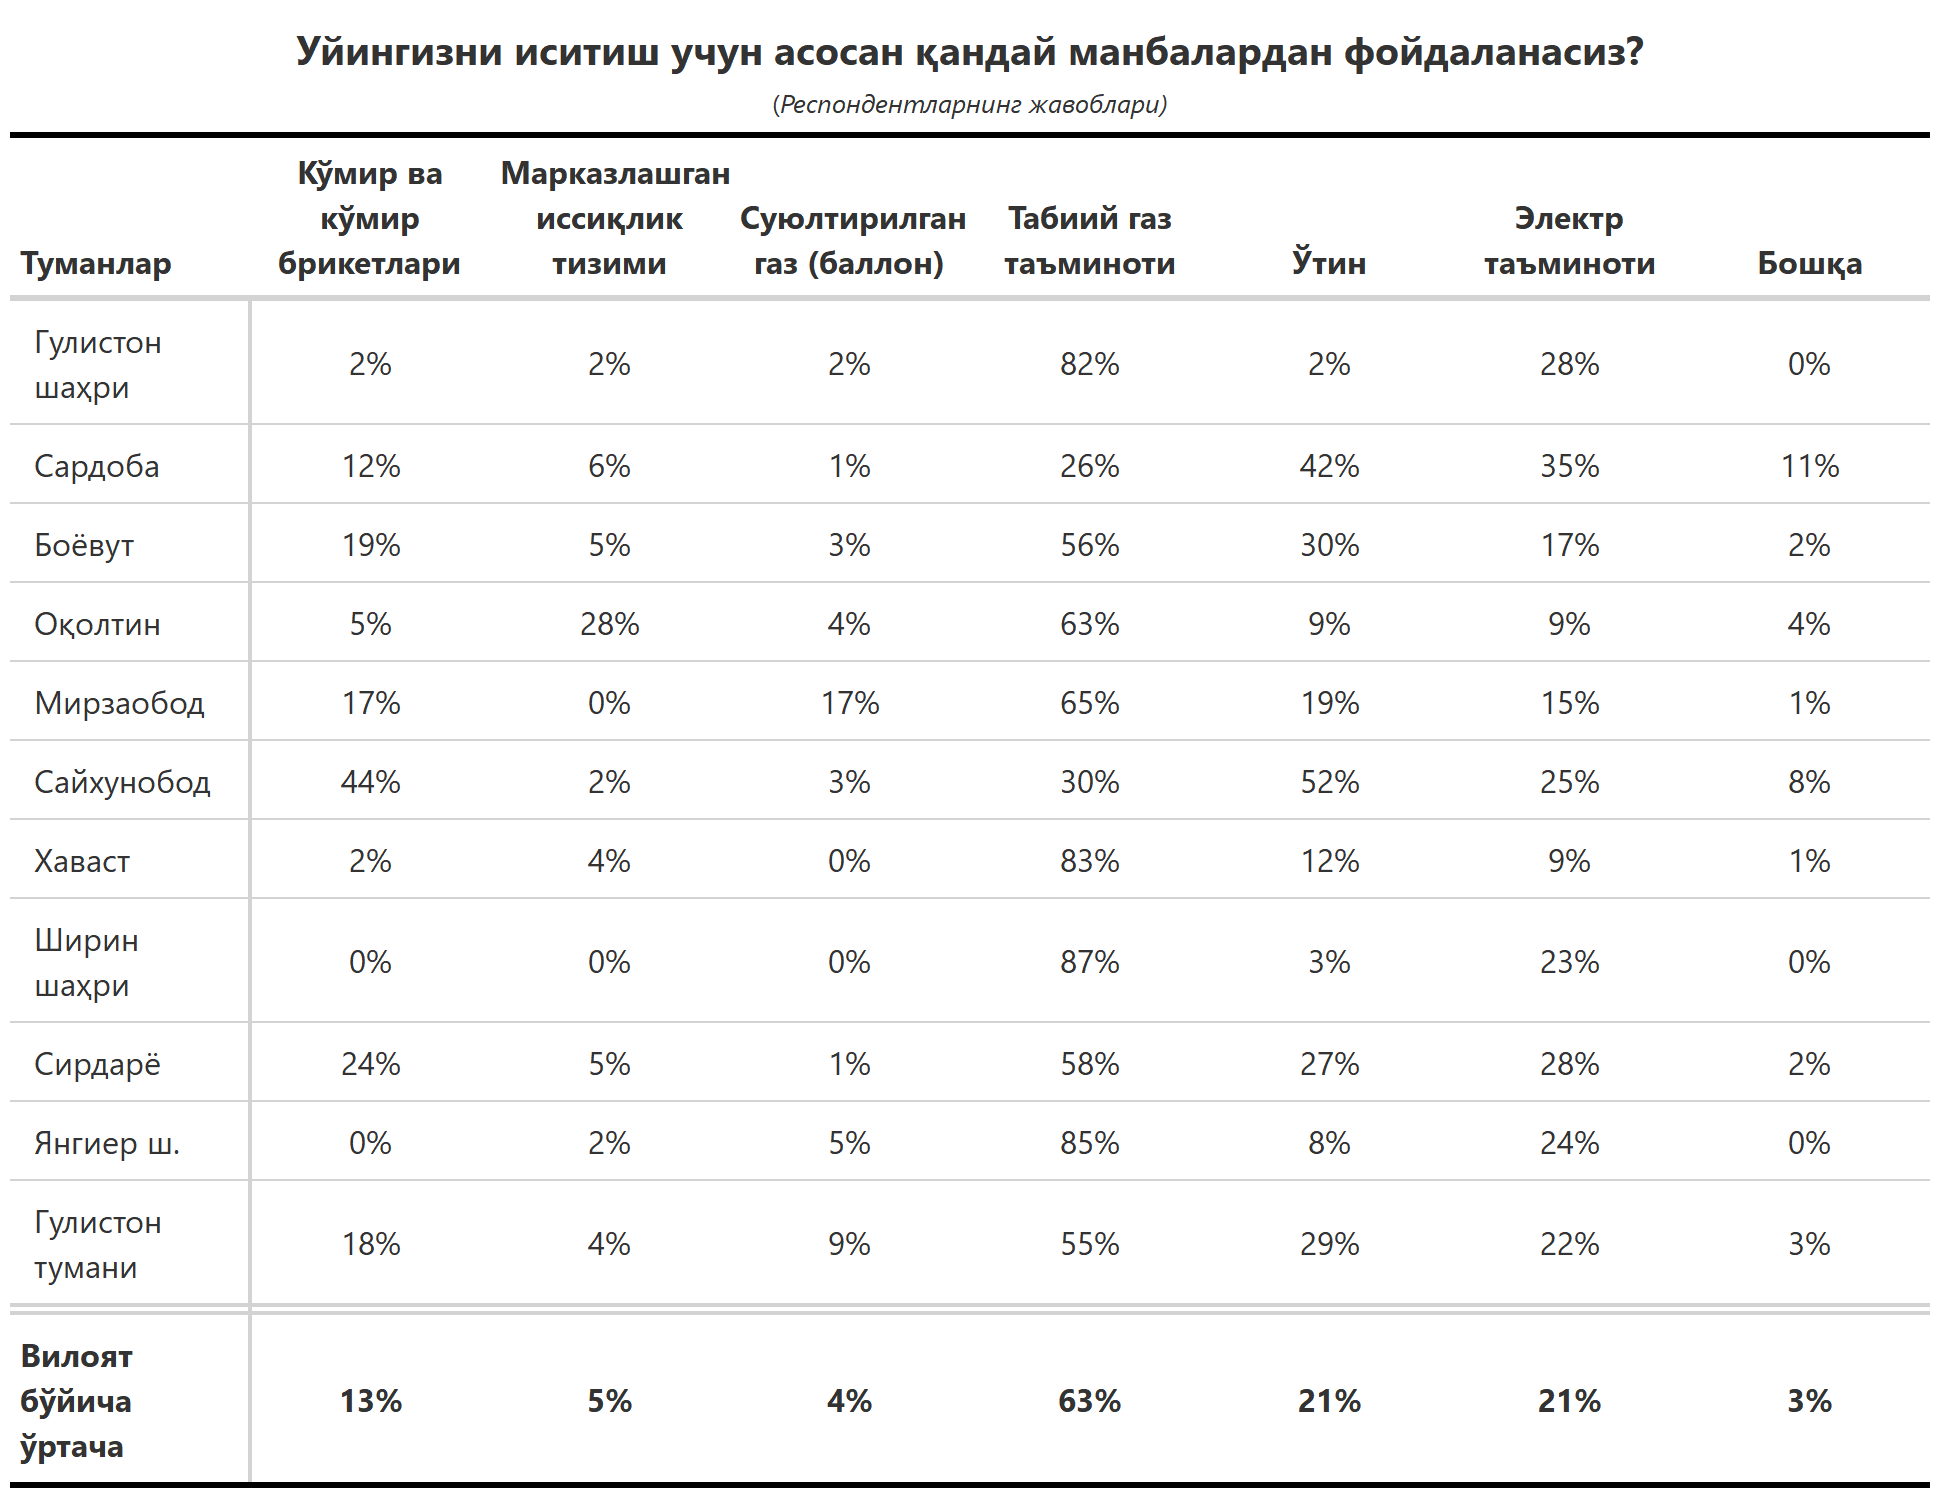 Уйингизни иситиш учун асосан қандай манбалардан фойдаланасиз?
(Респондентларнинг жавоблари)
Туманлар Кўмир ва кўмир брикетлари Марказлашган иссиқлик тизими Суюлтирилган газ (баллон) Табиий газ таъминоти Ўтин Электр таъминоти Бошқа
Гулистон шаҳри 2% 2% 2% 82% 2% 28% 0%
Сардоба 12% 6% 1% 26% 42% 35% 11%
Боёвут 19% 5% 3% 56% 30% 17% 2%
Оқолтин 5% 28% 4% 63% 9% 9% 4%
Мирзаобод 17% 0% 17% 65% 19% 15% 1%
Сайхунобод 44% 2% 3% 30% 52% 25% 8%
Хаваст 2% 4% 0% 83% 12% 9% 1%
Ширин шаҳри 0% 0% 0% 87% 3% 23% 0%
Сирдарё 24% 5% 1% 58% 27% 28% 2%
Янгиер ш. 0% 2% 5% 85% 8% 24% 0%
Гулистон тумани 18% 4% 9% 55% 29% 22% 3%
Вилоят бўйича ўртача 13% 5% 4% 63% 21% 21% 3%